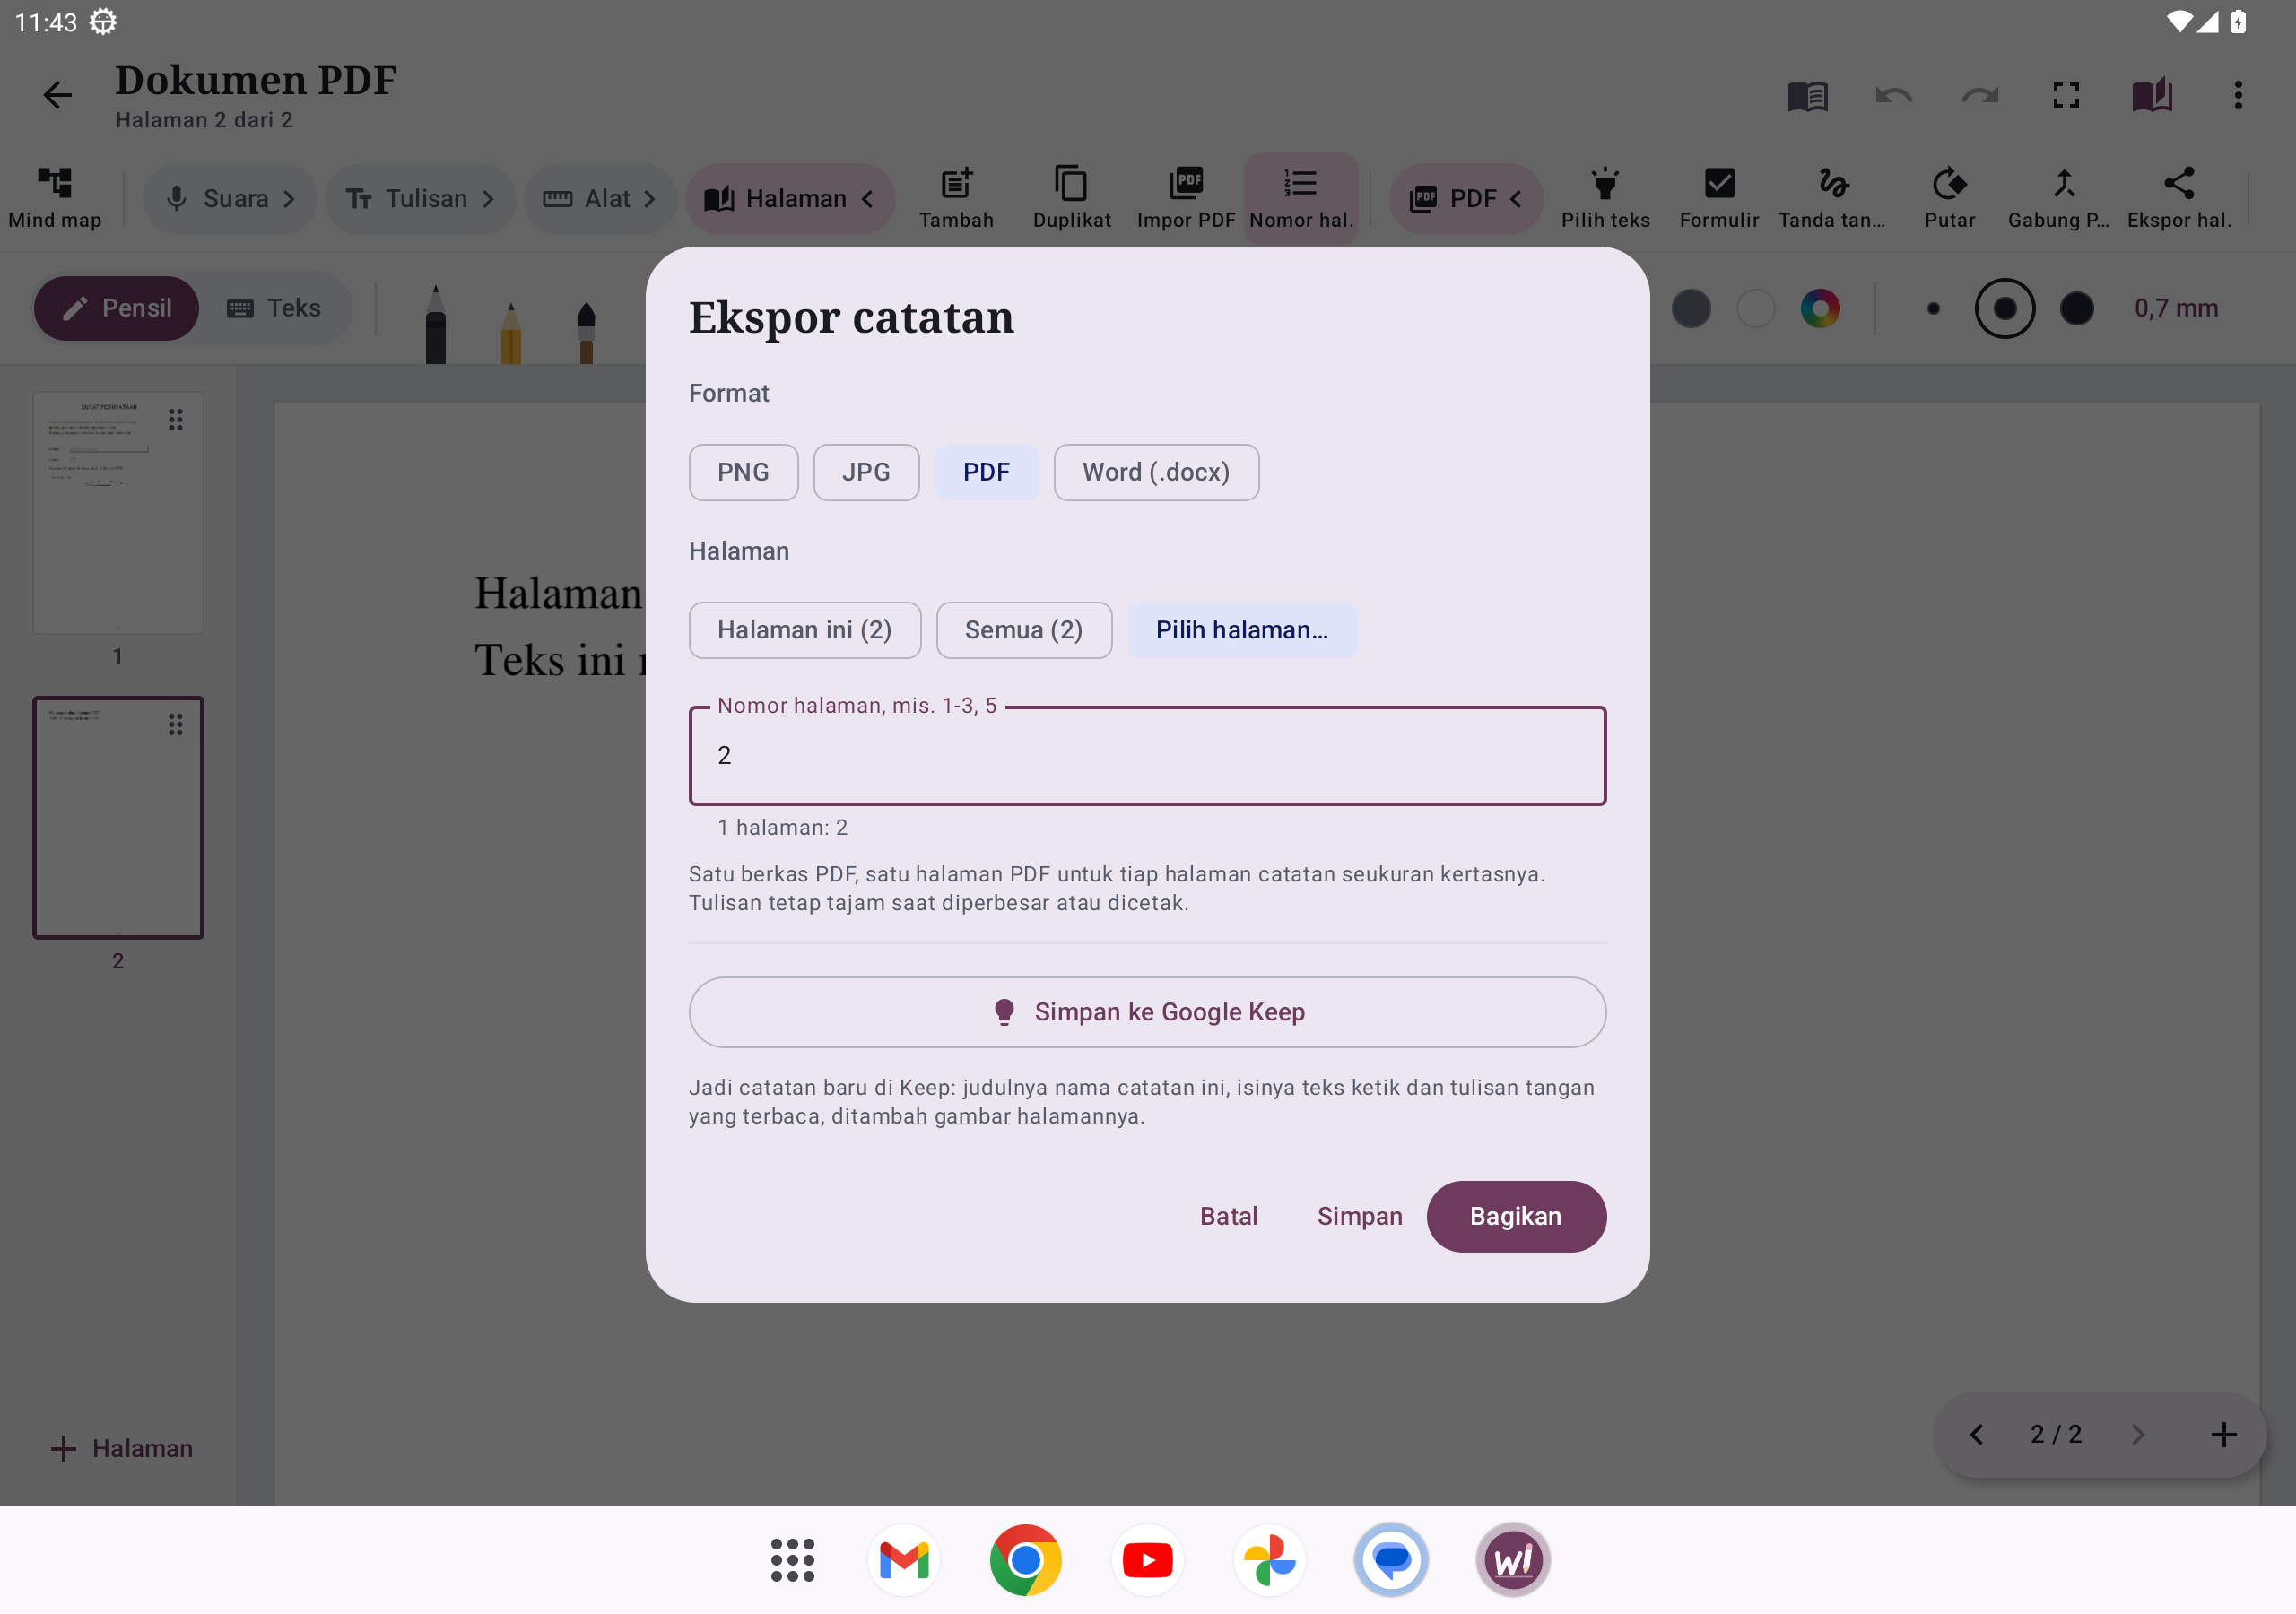 11:43
Dokumen PDF
Halaman 2 dari 2
Mind map
Suara
Tulisan
Alat
Halaman
Tambah
Duplikat
Impor PDF
Nomor hal.
PDF
Pilih teks
Formulir
Tanda tan...
Putar
Gabung P...
Ekspor hal.
Pensil
Teks
0,7 mm
1
2
Halaman
Teks ini
Ekspor catatan
Format
PNG
JPG
PDF
Word (.docx)
Halaman
Halaman ini (2)
Semua (2)
Pilih halaman...
Nomor halaman, mis. 1-3, 5
2
1 halaman: 2
Satu berkas PDF, satu halaman PDF untuk tiap halaman catatan seukuran kertasnya.
Tulisan tetap tajam saat diperbesar atau dicetak.
Simpan ke Google Keep
Jadi catatan baru di Keep: judulnya nama catatan ini, isinya teks ketik dan tulisan tangan
yang terbaca, ditambah gambar halamannya.
Batal
Simpan
Bagikan
Halaman
2 / 2